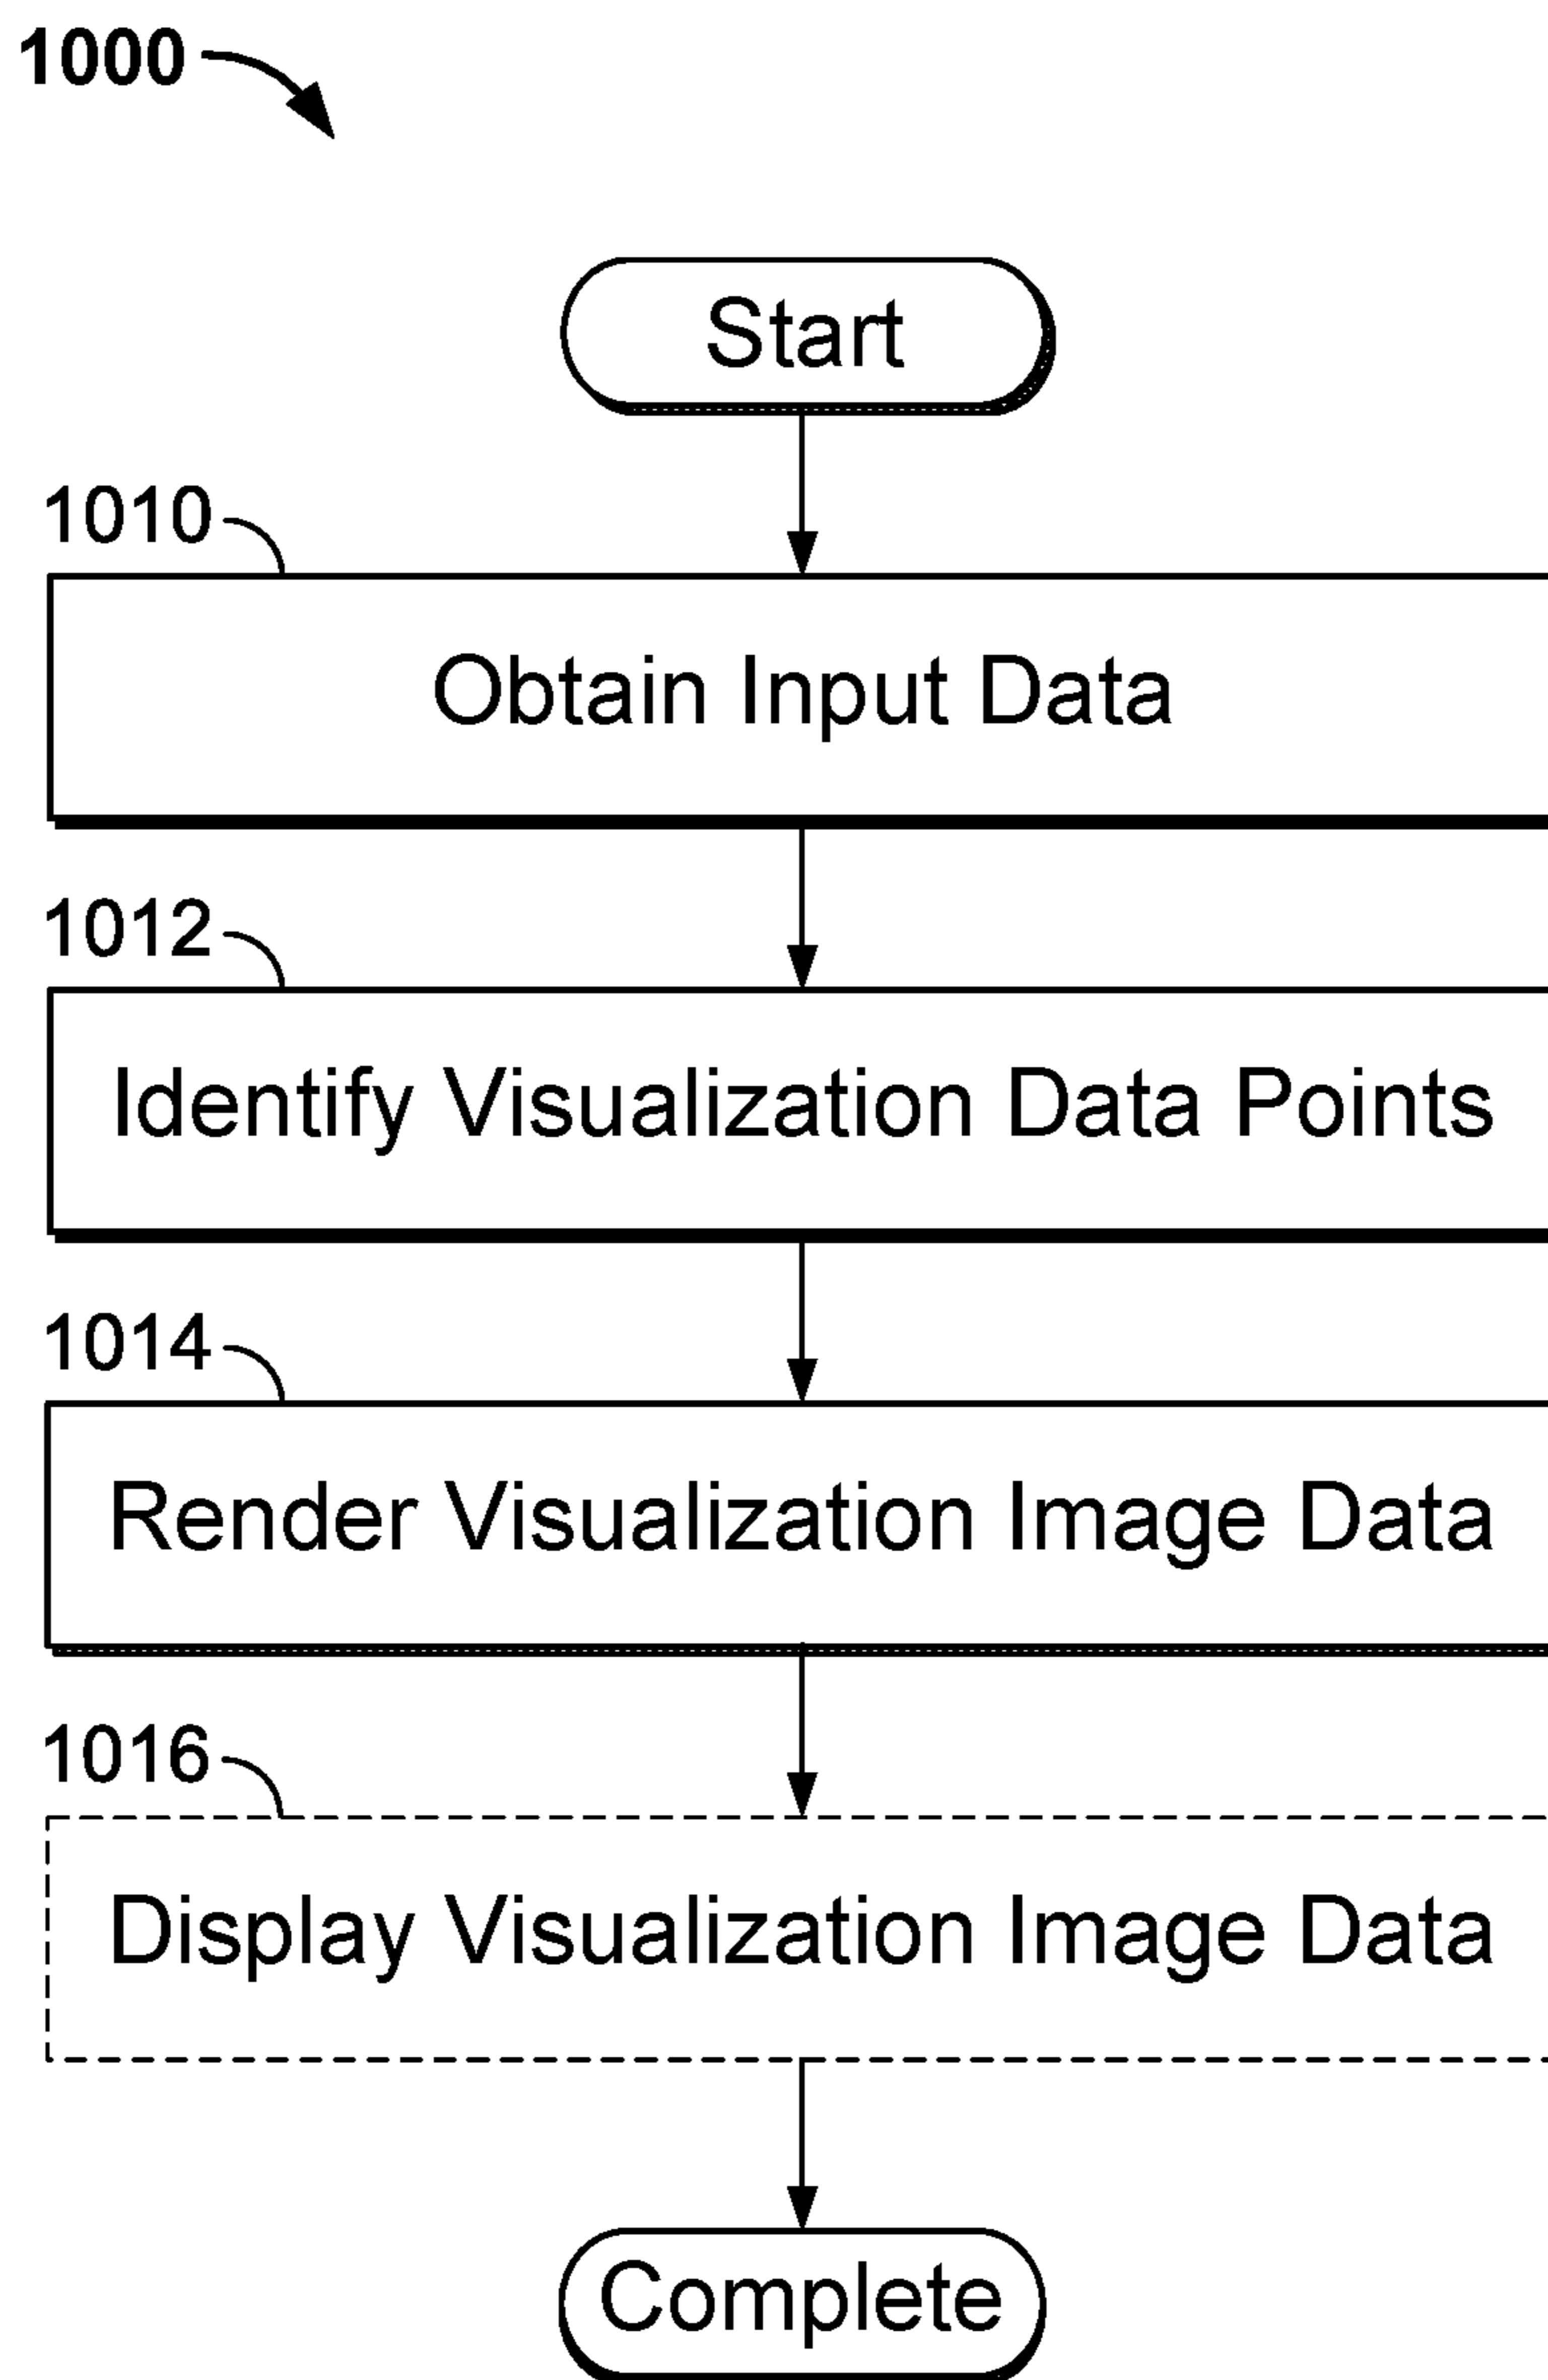 1000
Start
1010
Obtain Input Data
1012
Identify Visualization Data Points
1014
Render Visualization Image Data
1016
Display Visualization Image Data
Complete